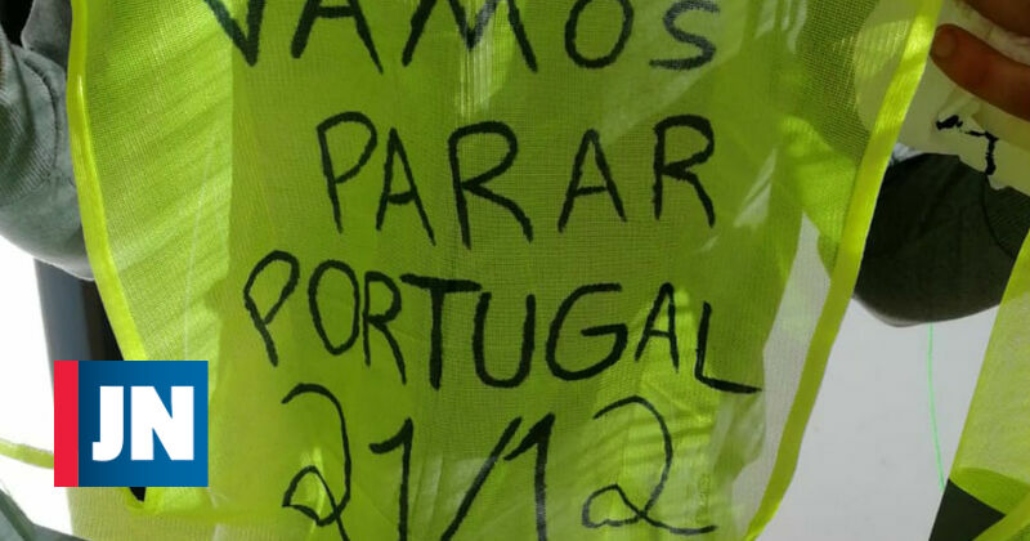 VAMOS
PARAR
PORTUGAL
21/12
JN